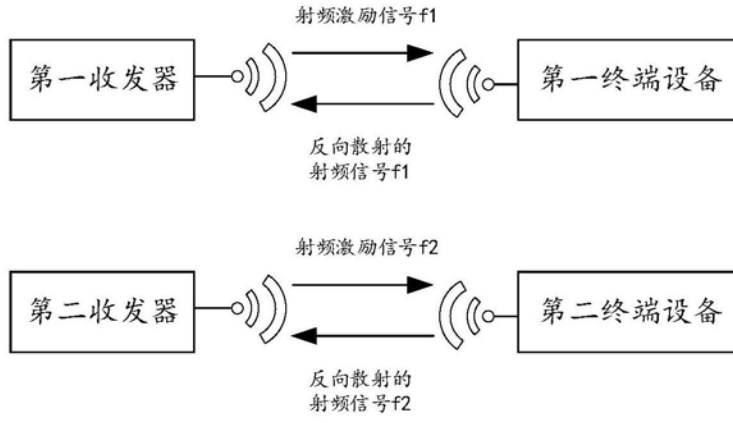 射频激励信号f1
第一收发器
第一终端设备
反向散射的
射频信号f1
射频激励信号f2
第二收发器
第二终端设备
反向散射的
射频信号f2